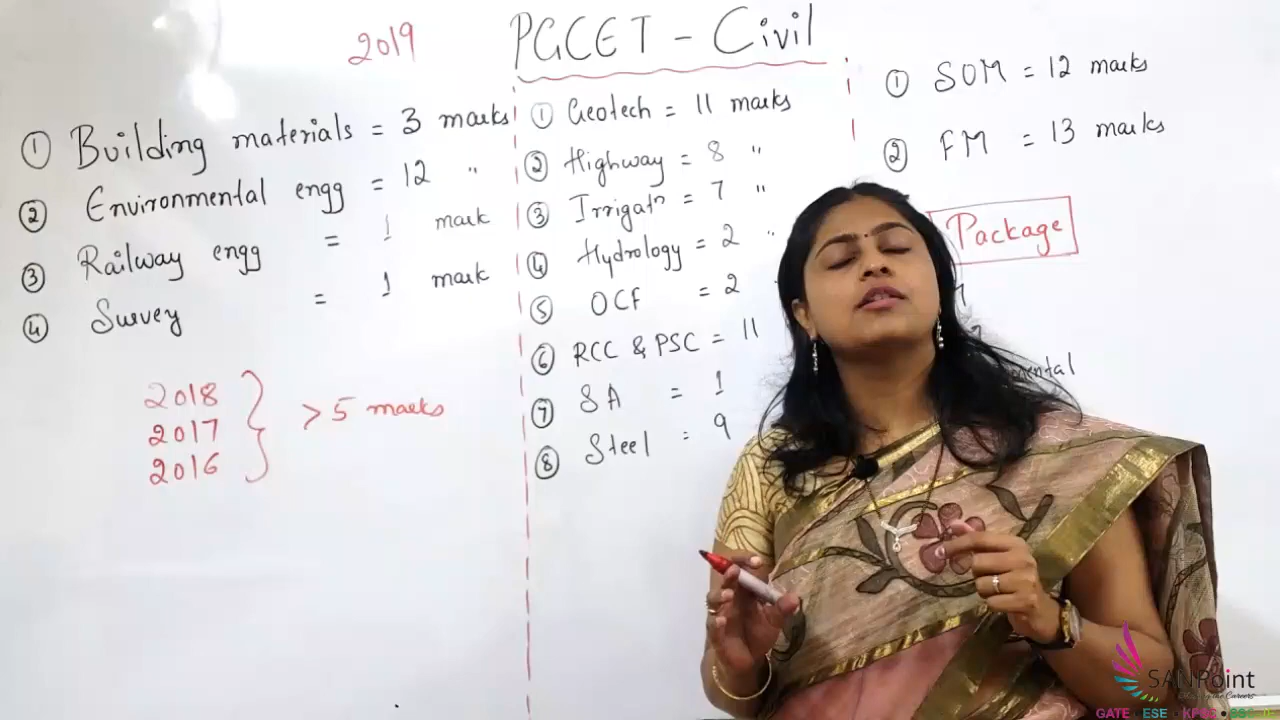 2019 PGCET - Civil
① Building materials = 3 marks
② Environmental engg = 12 "
③ Railway engg = 1 mark
④ Survey = 1 mark
2018
2017
2016
> 5 marks
① Geotech = 11 marks
② Highway = 8 "
③ Irrigatn = 7 "
④ Hydrology = 2 "
⑤ OCF = 2
⑥ RCC & PSC = 11
⑦ SA = 1
⑧ Steel = 9
① SOM = 12 marks
② FM = 13 marks
Package
SANPoint
GATE ESE